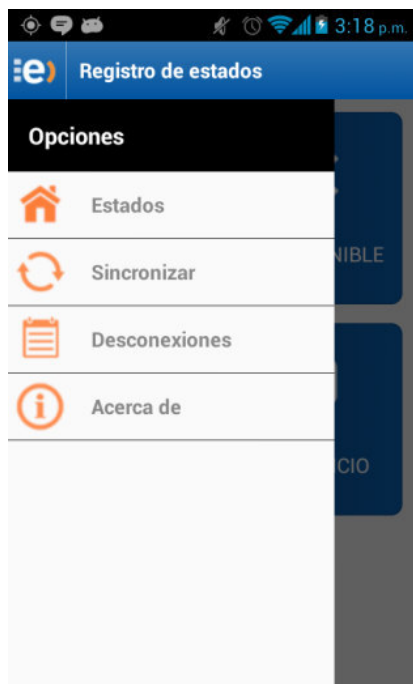 3:18 p.m.
e
Registro de estados
Opciones
Estados
NIBLE
Sincronizar
Desconexiones
Acerca de
CIO